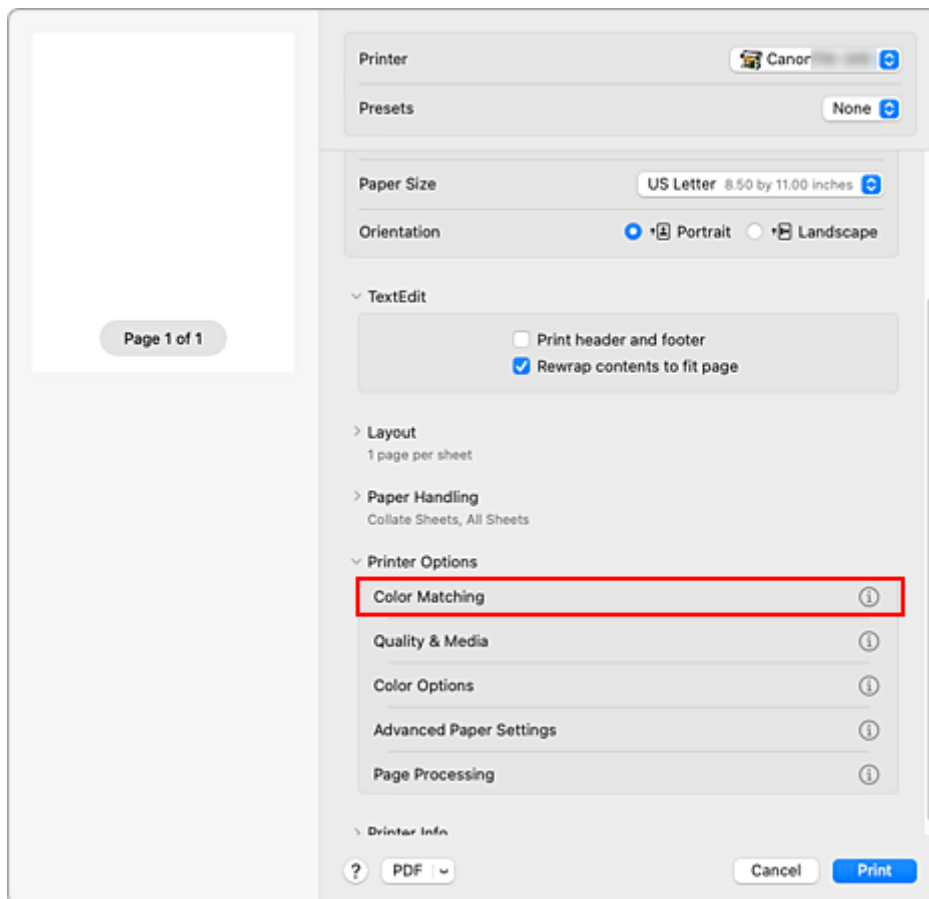 Printer
Canon
Presets
None
Paper Size
US Letter 8.50 by 11.00 inches
Orientation
Portrait
Landscape
TextEdit
Page 1 of 1
Print header and footer
Rewrap contents to fit page
Layout
1 page per sheet
Paper Handling
Collate Sheets, All Sheets
Printer Options
Color Matching
Quality & Media
Color Options
Advanced Paper Settings
Page Processing
Printer Info
?
PDF
Cancel
Print